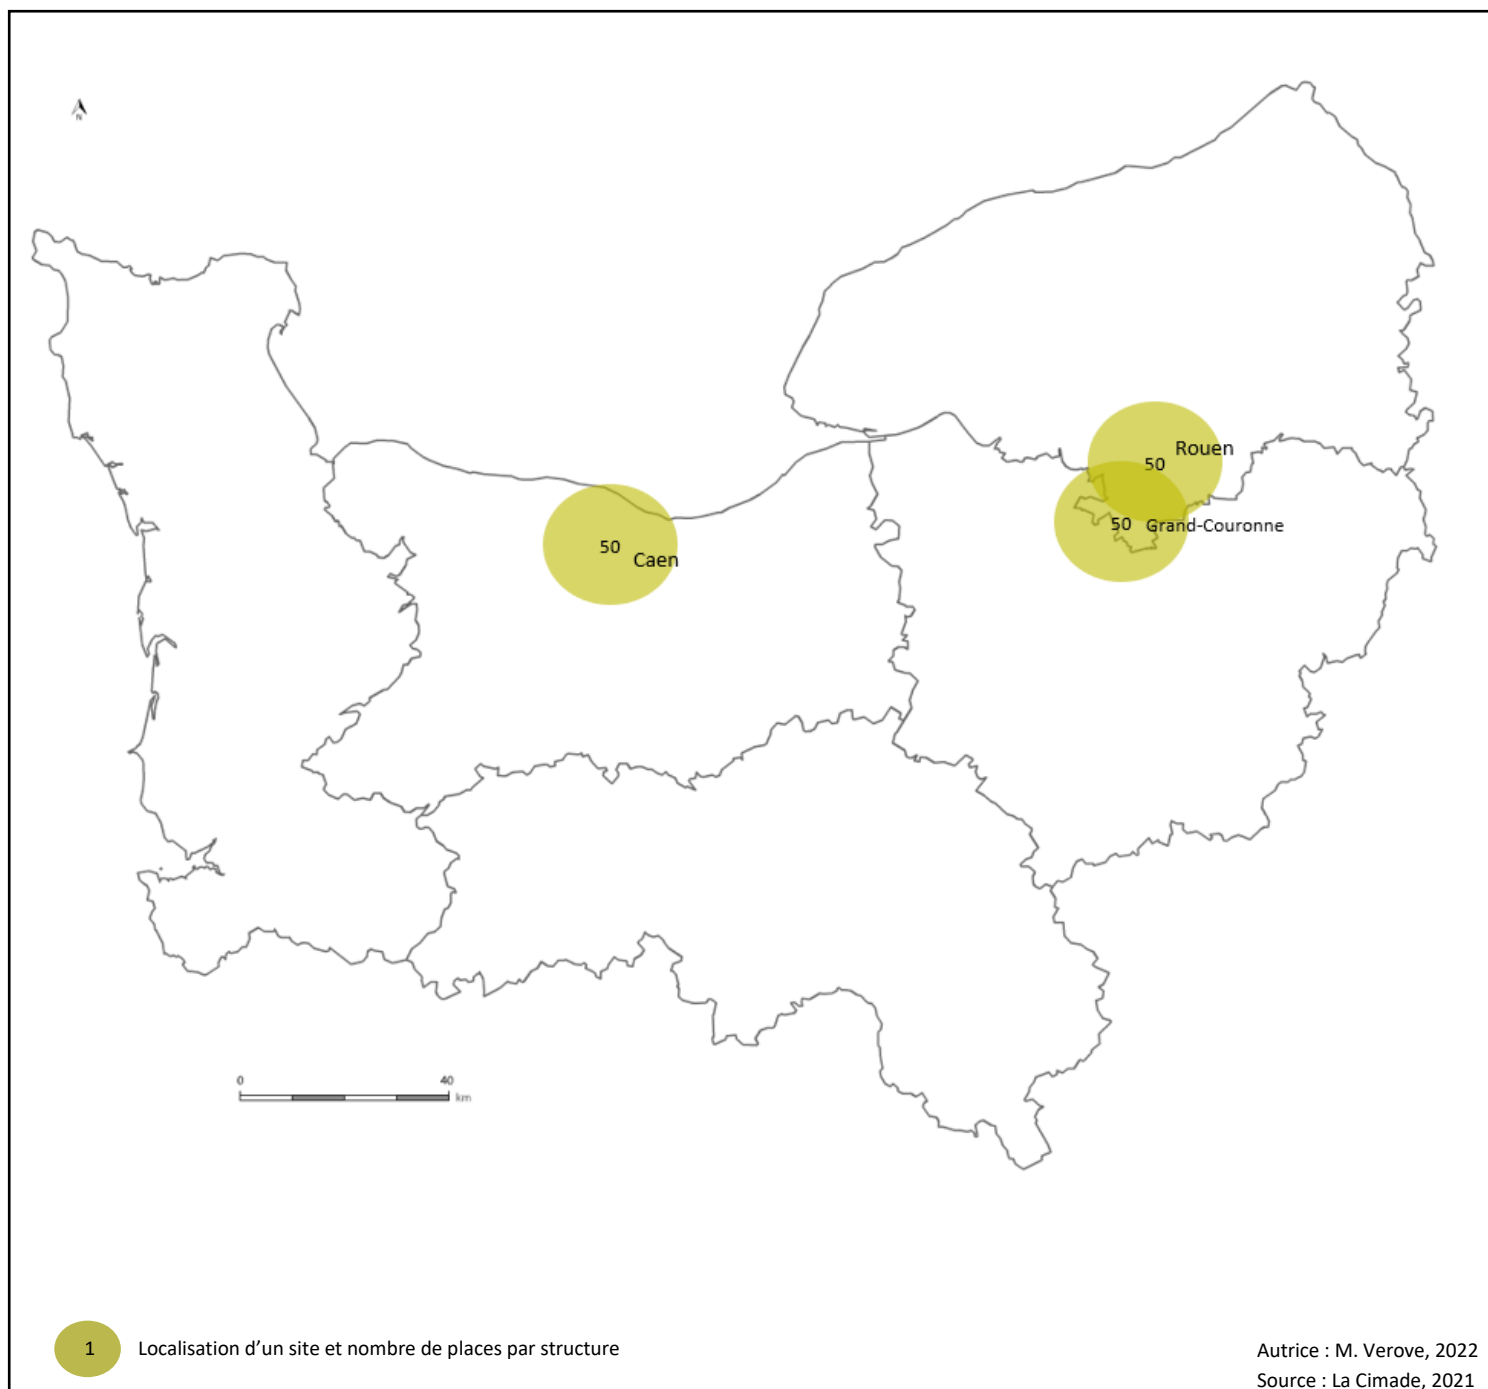 N
50 Rouen
50 Grand-Couronne
50 Caen
0 40
km
1 Localisation d’un site et nombre de places par structure
Autrice : M. Verove, 2022
Source : La Cimade, 2021